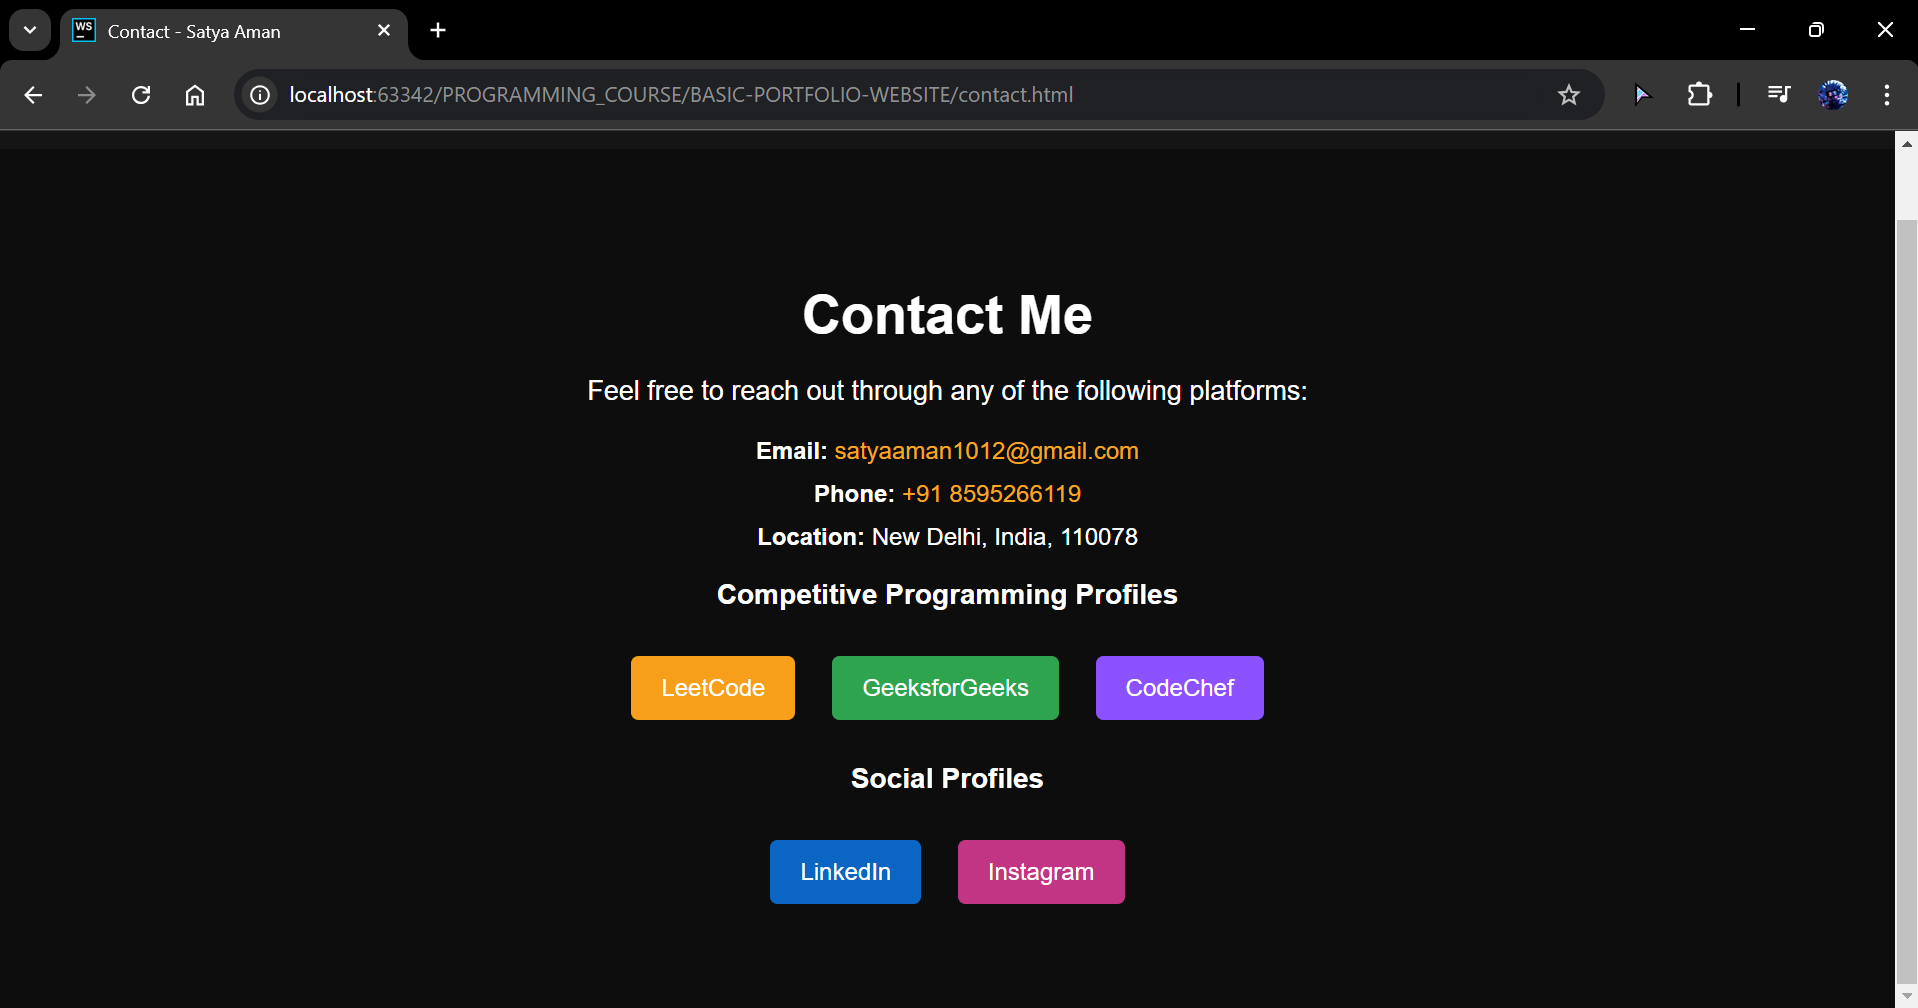 WS
Contact - Satya Aman
localhost:63342/PROGRAMMING_COURSE/BASIC-PORTFOLIO-WEBSITE/contact.html
Contact Me
Feel free to reach out through any of the following platforms:
Email: satyaaman1012@gmail.com
Phone: +91 8595266119
Location: New Delhi, India, 110078
Competitive Programming Profiles
LeetCode GeeksforGeeks CodeChef
Social Profiles
LinkedIn Instagram